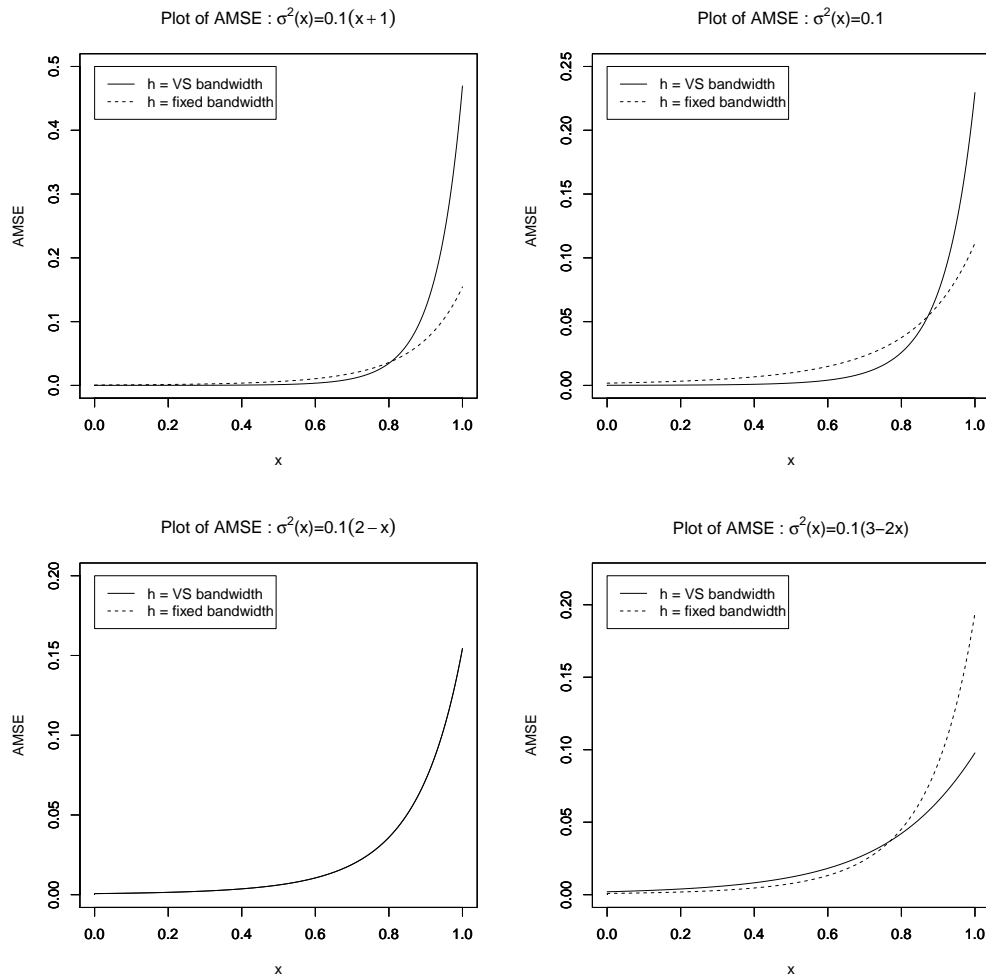 Plot of AMSE : σ²(x)=0.1(x+1)
h = VS bandwidth
h = fixed bandwidth
AMSE
0.5
0.4
0.3
0.2
0.1
0.0
0.0 0.2 0.4 0.6 0.8 1.0
x
Plot of AMSE : σ²(x)=0.1
h = VS bandwidth
h = fixed bandwidth
AMSE
0.25
0.20
0.15
0.10
0.05
0.00
0.0 0.2 0.4 0.6 0.8 1.0
x
Plot of AMSE : σ²(x)=0.1(2−x)
h = VS bandwidth
h = fixed bandwidth
AMSE
0.20
0.15
0.10
0.05
0.00
0.0 0.2 0.4 0.6 0.8 1.0
x
Plot of AMSE : σ²(x)=0.1(3−2x)
h = VS bandwidth
h = fixed bandwidth
AMSE
0.20
0.15
0.10
0.05
0.00
0.0 0.2 0.4 0.6 0.8 1.0
x